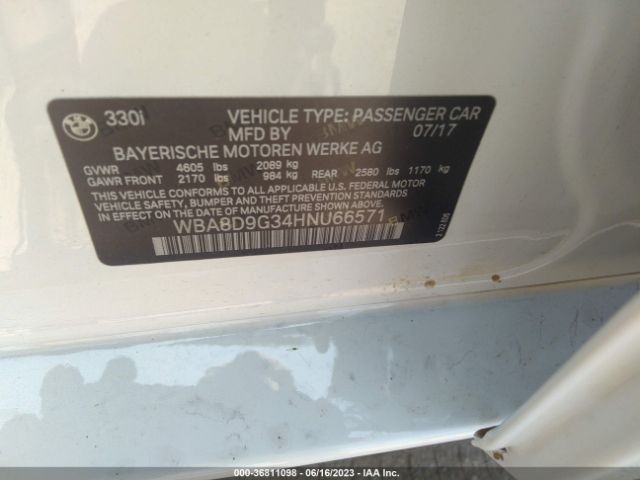 330i VEHICLE TYPE: PASSENGER CAR
MFD BY 07/17
BAYERISCHE MOTOREN WERKE AG
GVWR 4605 lbs 2089 kg
GAWR FRONT 2170 lbs 984 kg REAR 2580 lbs 1170 kg
THIS VEHICLE CONFORMS TO ALL APPLICABLE U.S. FEDERAL MOTOR
VEHICLE SAFETY, BUMPER AND THEFT PREVENTION STANDARDS
IN EFFECT ON THE DATE OF MANUFACTURE SHOWN ABOVE.
WBA8D9G34HNU66571
BMW
36811098 - 06/16/2023 - IAA Inc.